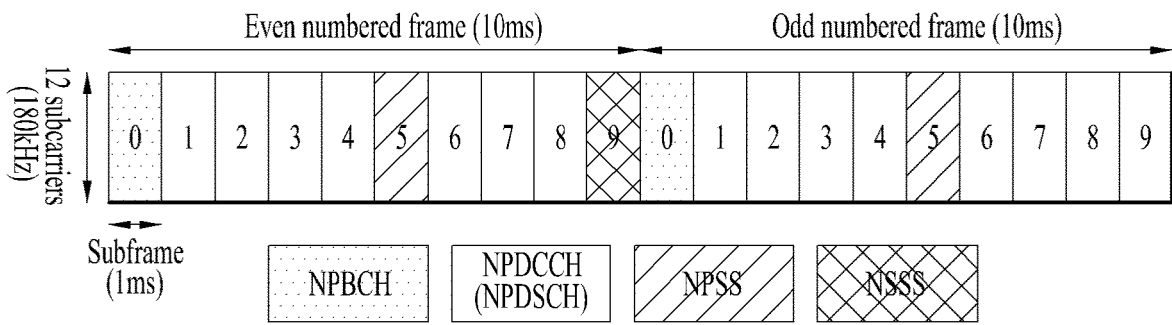 Even numbered frame (10ms)
Odd numbered frame (10ms)
12 subcarriers
(180kHz)
0 1 2 3 4 5 6 7 8 9 0 1 2 3 4 5 6 7 8 9
Subframe
(1ms)
NPBCH
NPDCCH
(NPDSCH)
NPSS
NSSS